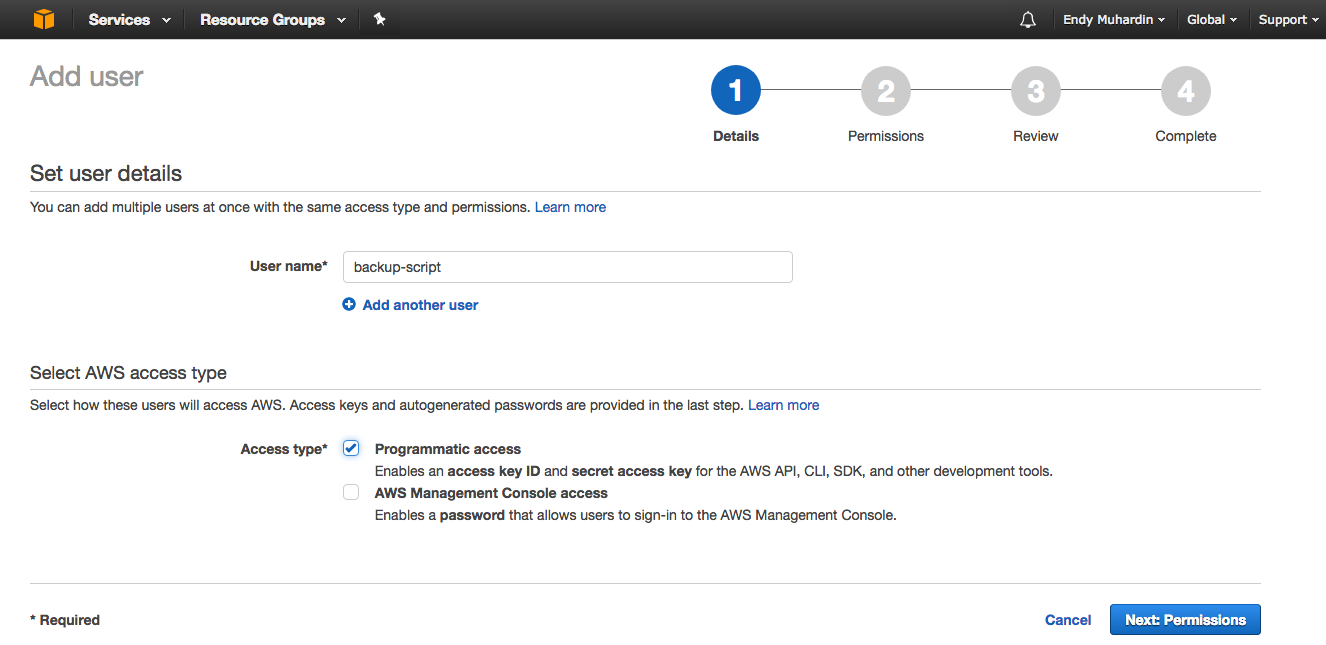 Services Resource Groups Endy Muhardin Global Support
Add user
1 2 3 4
Details Permissions Review Complete
Set user details
You can add multiple users at once with the same access type and permissions. Learn more
User name* backup-script
Add another user
Select AWS access type
Select how these users will access AWS. Access keys and autogenerated passwords are provided in the last step. Learn more
Access type* Programmatic access
Enables an access key ID and secret access key for the AWS API, CLI, SDK, and other development tools.
AWS Management Console access
Enables a password that allows users to sign-in to the AWS Management Console.
* Required Cancel Next: Permissions